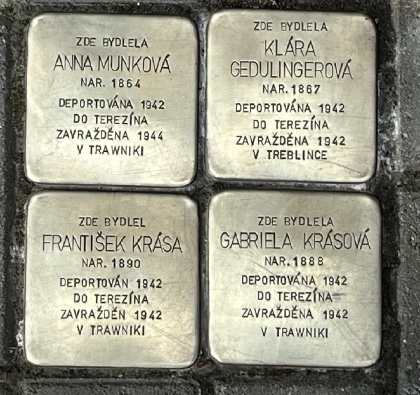 ZDE BYDLELA
ANNA MUNKOVÁ
NAR. 1864
DEPORTOVÁNA 1942
DO TEREZÍNA
ZAVRAŽDĚNA 1944
V TRAWNIKI
ZDE BYDLELA
KLÁRA
GEDULINGEROVÁ
NAR. 1867
DEPORTOVÁNA 1942
DO TEREZÍNA
ZAVRAŽDĚNA 1942
V TREBLINCE
ZDE BYDLEL
FRANTIŠEK KRÁSA
NAR. 1890
DEPORTOVÁN 1942
DO TEREZÍNA
ZAVRAŽDĚN 1942
V TRAWNIKI
ZDE BYDLELA
GABRIELA KRÁSOVÁ
NAR. 1888
DEPORTOVÁNA 1942
DO TEREZÍNA
ZAVRAŽDĚNA 1942
V TRAWNIKI